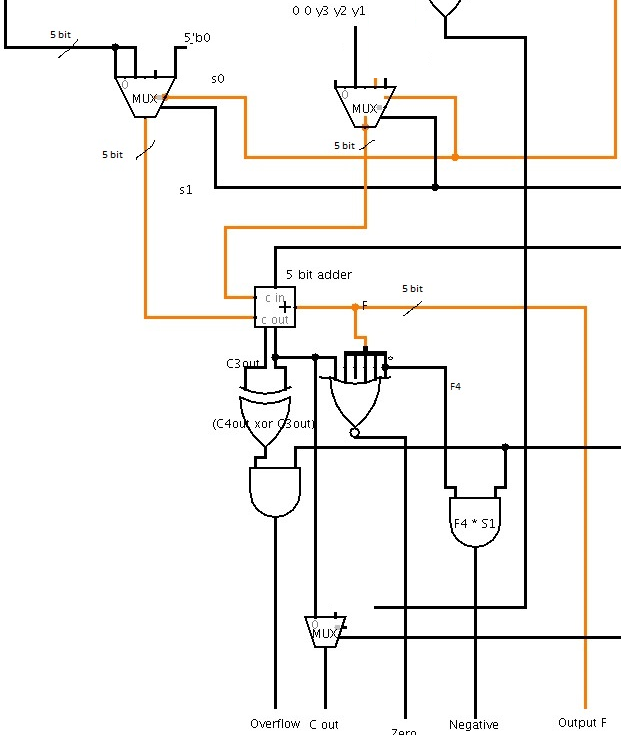 0 0 y3 y2 y1
5 bit
5'b0
s0
0
MUX
0
MUX
5 bit
5 bit
s1
5 bit adder
5 bit
c in
+
F
c out
C3out
F4
(C4out xor C3out)
F4 * S1
0
MUX
Overflow
C out
Zero
Negative
Output F